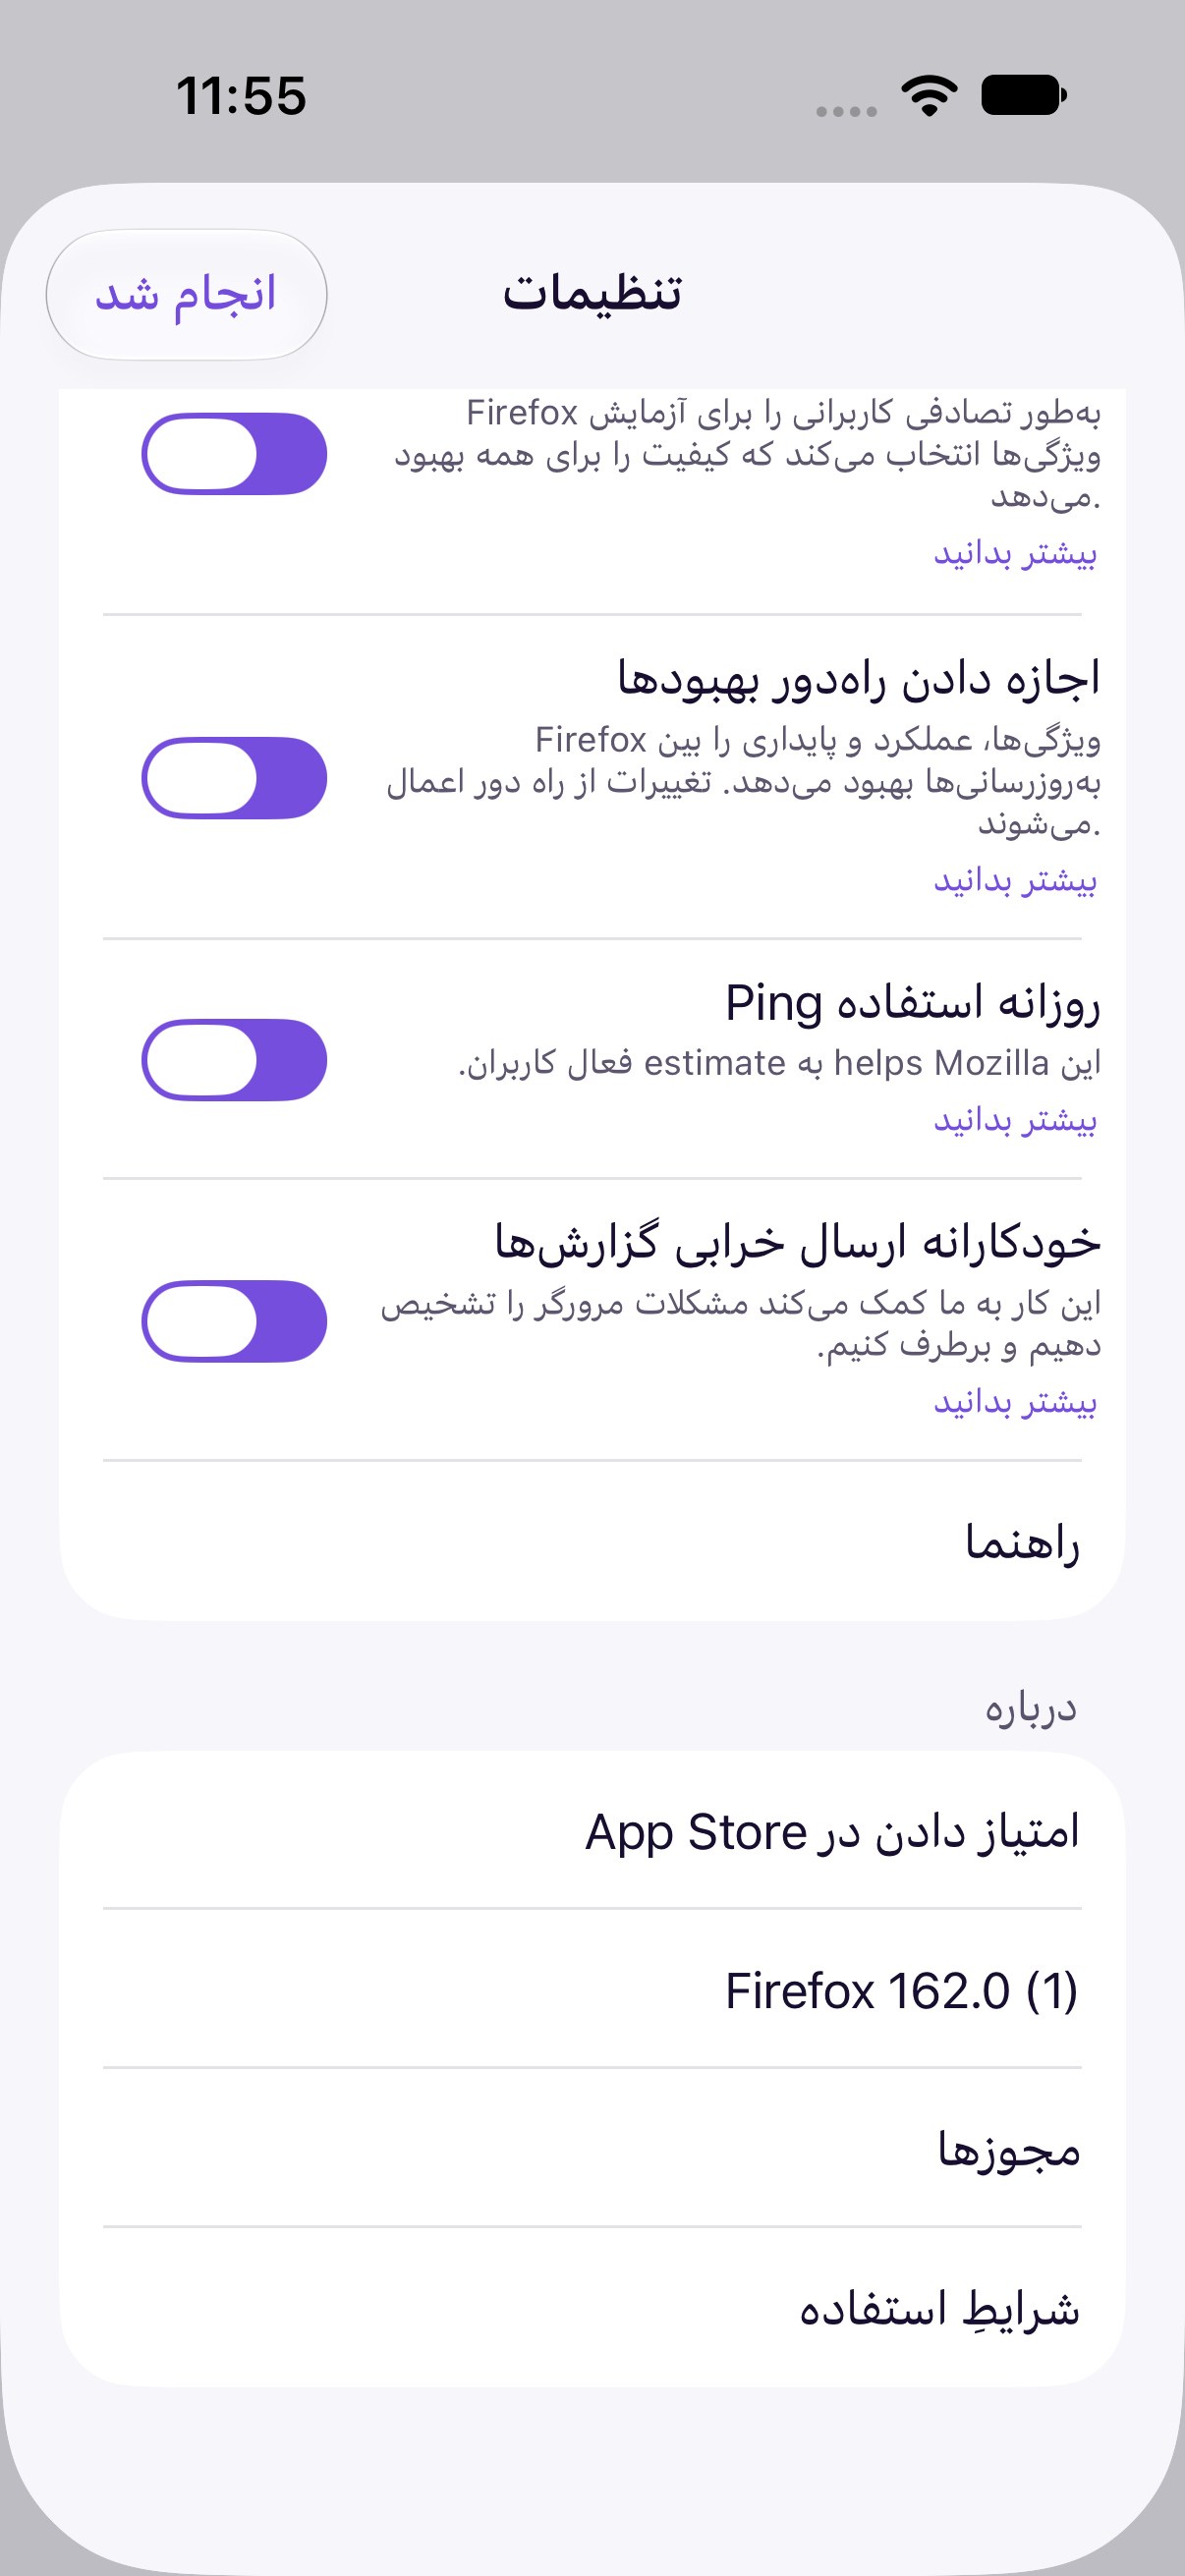 11:55
تنظیمات
انجام شد
به‌طور تصادفی کاربرانی را برای آزمایش Firefox
ویژگی‌ها انتخاب می‌کند که کیفیت را برای همه بهبود
می‌دهد.
بیشتر بدانید
اجازه دادن راه‌دور بهبودها
ویژگی‌ها، عملکرد و پایداری را بین Firefox
به‌روزرسانی‌ها بهبود می‌دهد. تغییرات از راه دور اعمال
می‌شوند.
بیشتر بدانید
روزانه استفاده Ping
این helps Mozilla به estimate فعال کاربران.
بیشتر بدانید
خودکارانه ارسال خرابی گزارش‌ها
این کار به ما کمک می‌کند مشکلات مرورگر را تشخیص
دهیم و برطرف کنیم.
بیشتر بدانید
راهنما
درباره
امتیاز دادن در App Store
Firefox 162.0 (1)
مجوزها
شرایطِ استفاده